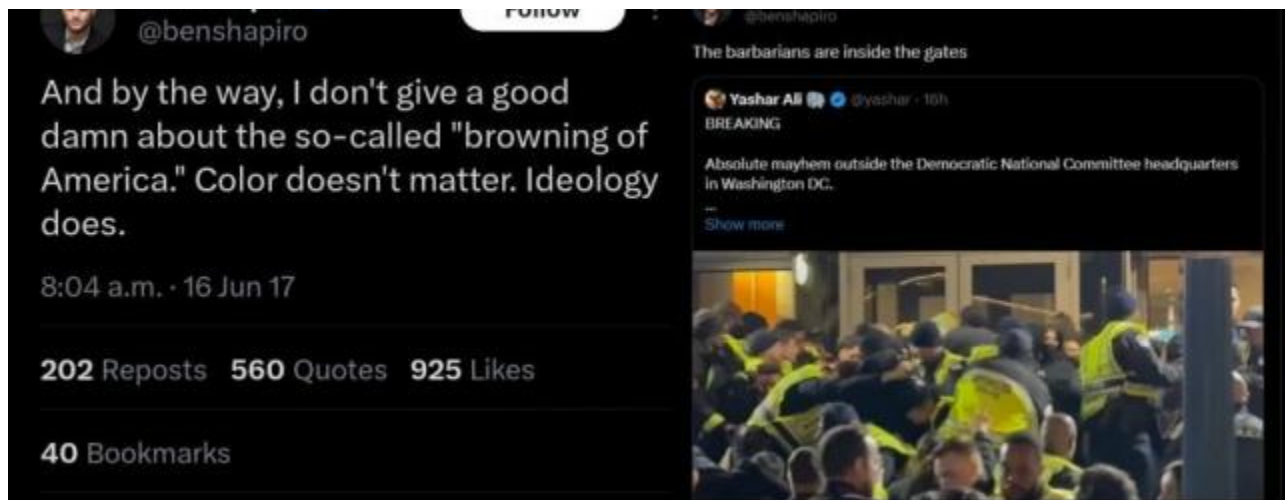 Follow
@benshapiro
And by the way, I don't give a good
damn about the so-called "browning of
America." Color doesn't matter. Ideology
does.
8:04 a.m. · 16 Jun 17
202 Reposts 560 Quotes 925 Likes
40 Bookmarks
@benshapiro
The barbarians are inside the gates
Yashar Ali @yashar · 16h
BREAKING
Absolute mayhem outside the Democratic National Committee headquarters
in Washington DC.
...
Show more